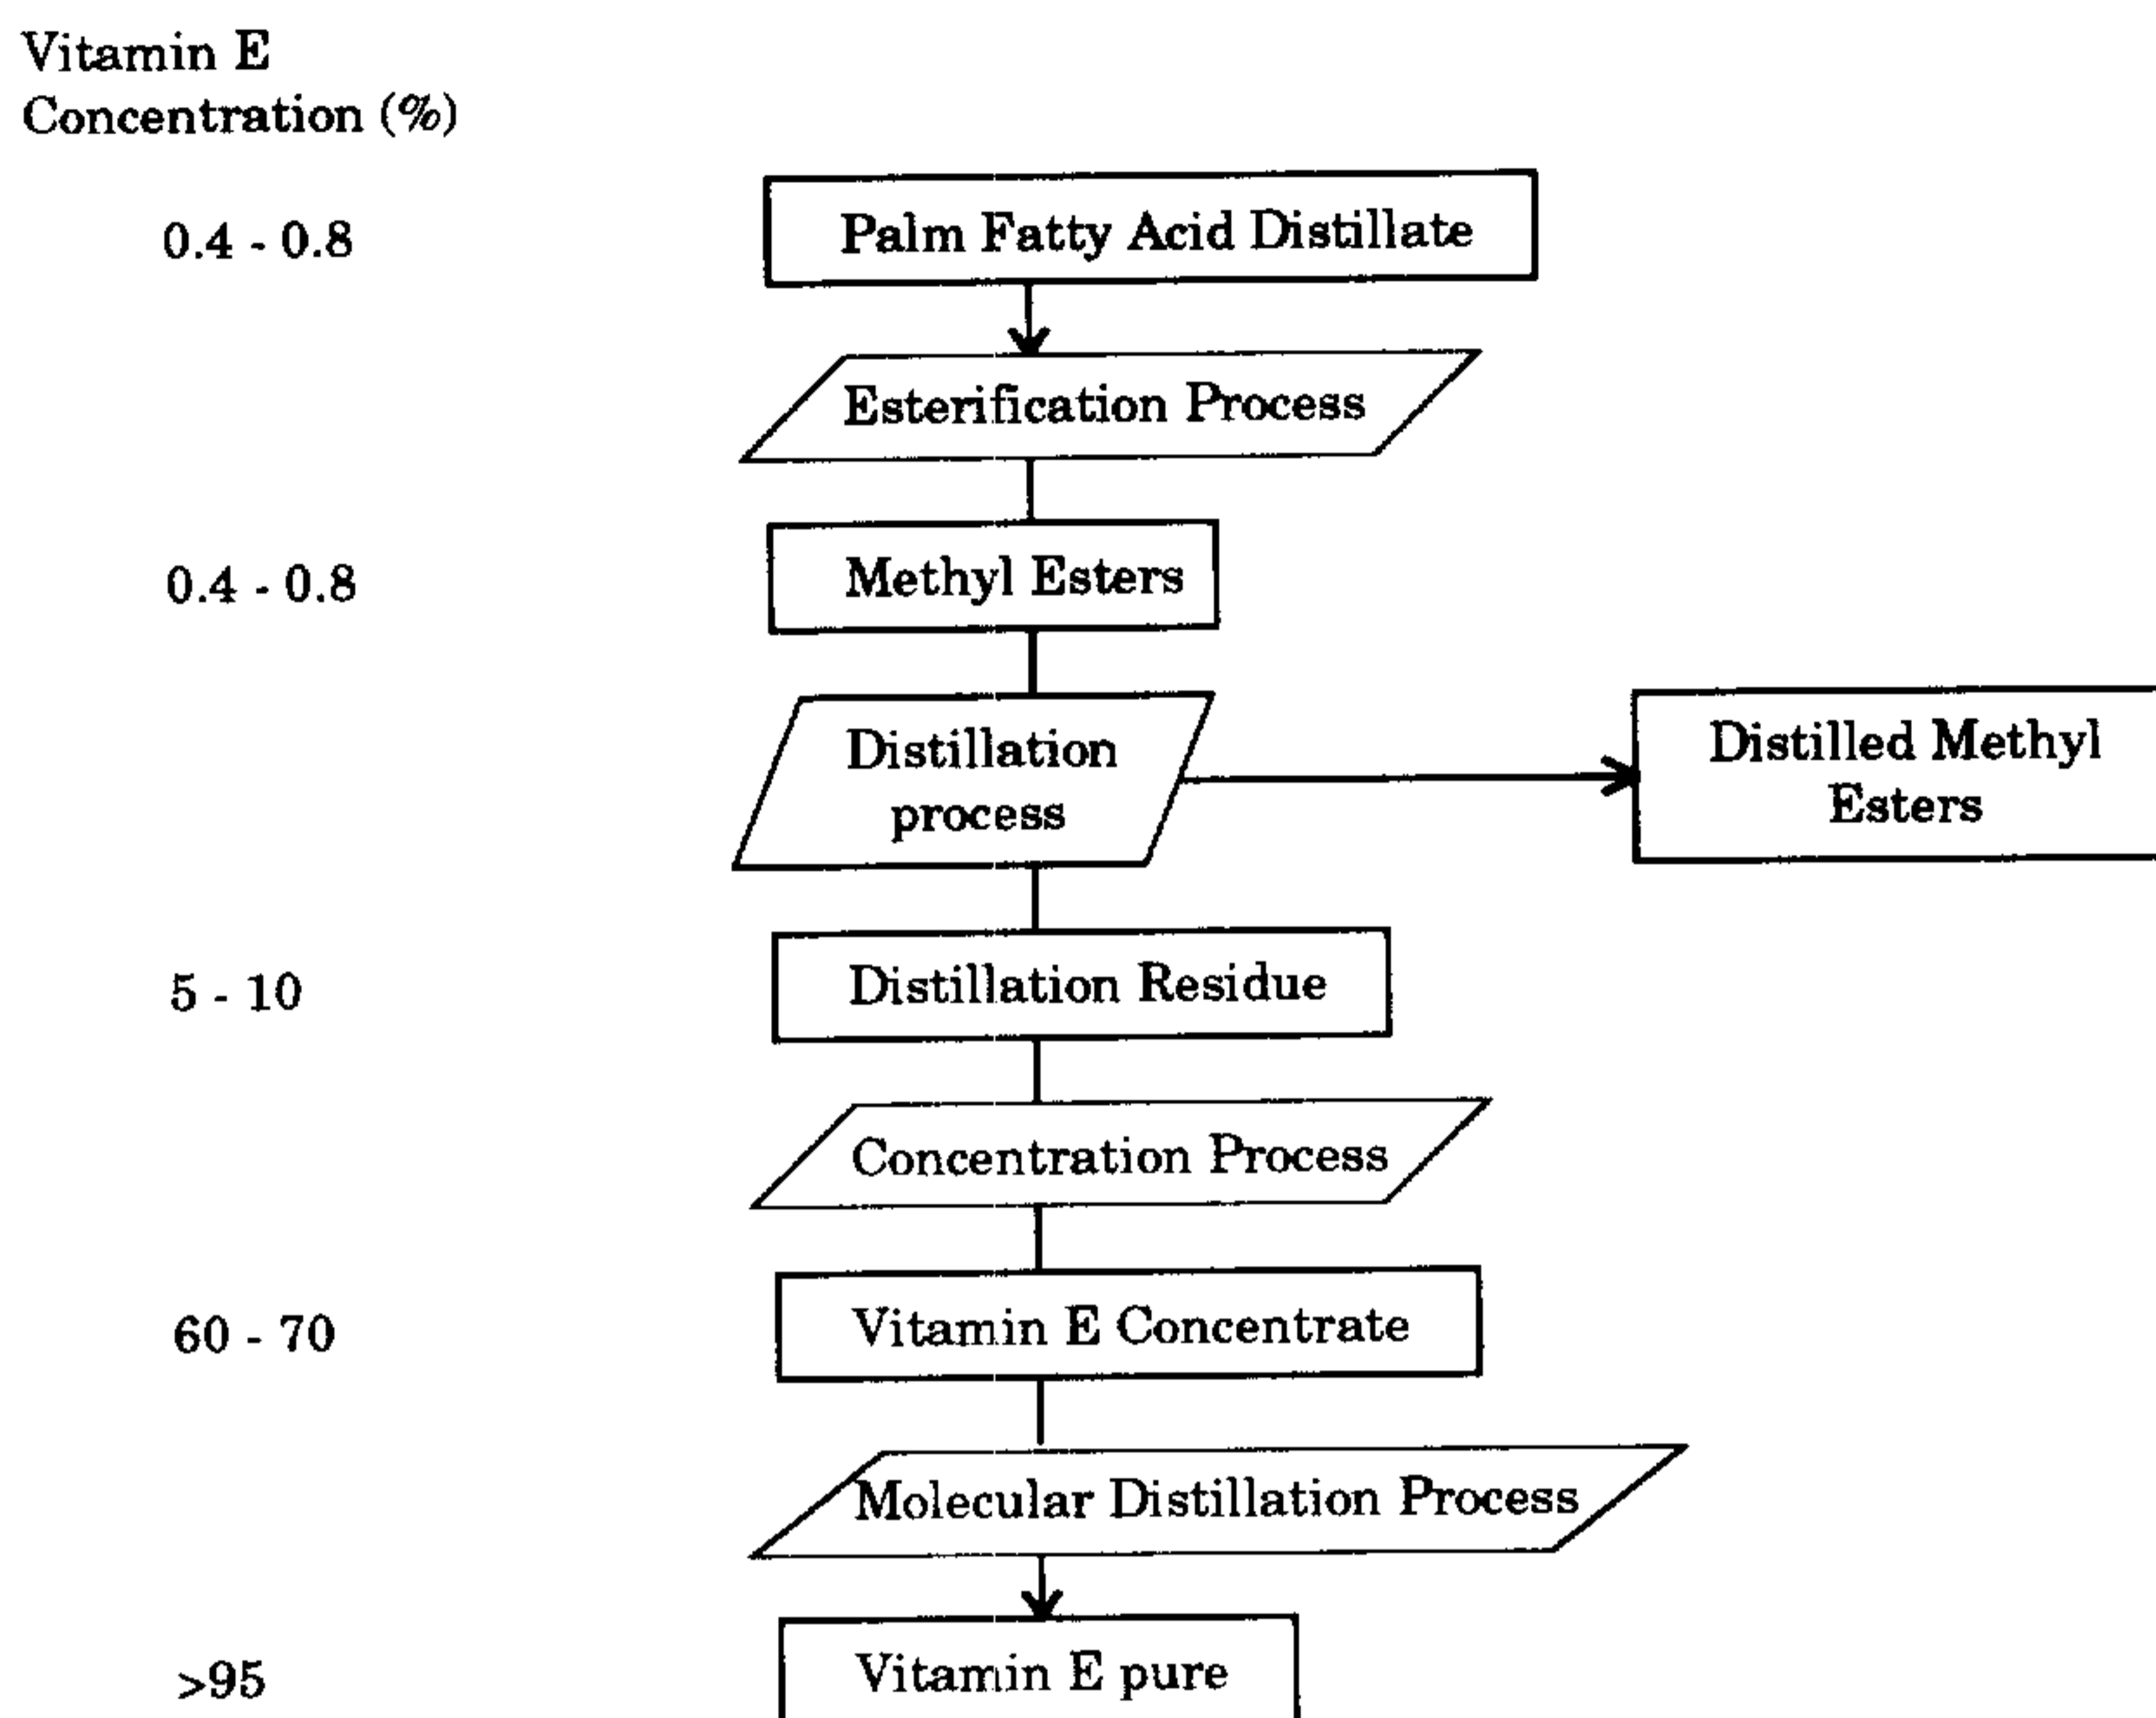 Vitamin E
Concentration (%)
0.4 - 0.8
Palm Fatty Acid Distillate
Esterification Process
0.4 - 0.8
Methyl Esters
Distillation
process
Distilled Methyl
Esters
5 - 10
Distillation Residue
Concentration Process
60 - 70
Vitamin E Concentrate
Molecular Distillation Process
>95
Vitamin E pure